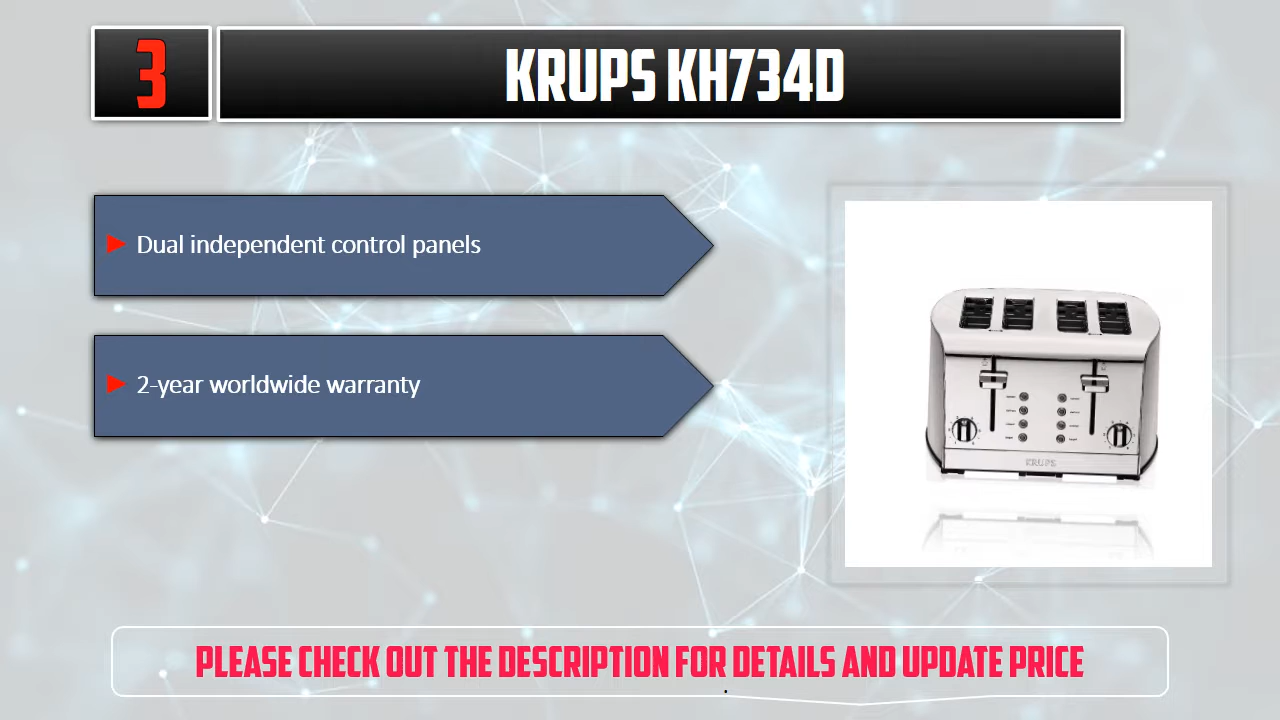 3
KRUPS KH734D
Dual independent control panels
2-year worldwide warranty
KRUPS
PLEASE CHECK OUT THE DESCRIPTION FOR DETAILS AND UPDATE PRICE